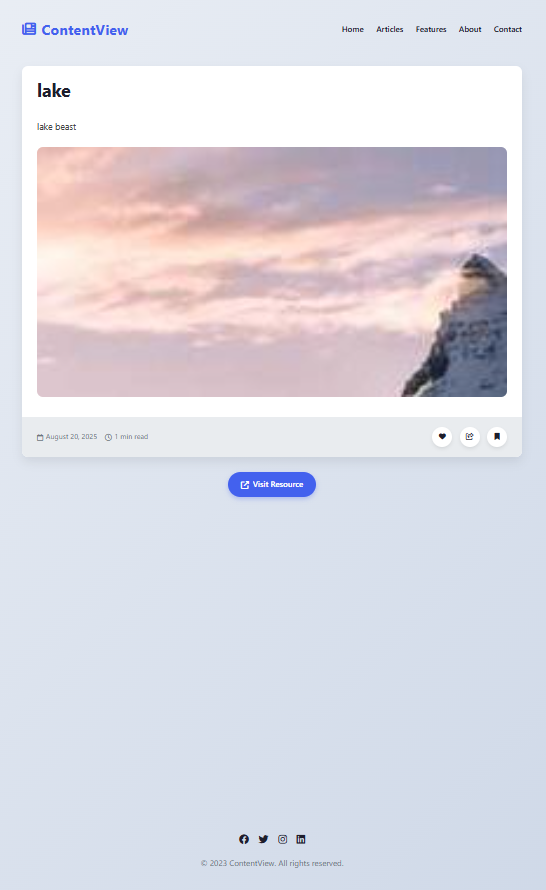 ContentView
Home Articles Features About Contact
lake
lake beast
August 20, 2025 1 min read
Visit Resource
© 2023 ContentView. All rights reserved.